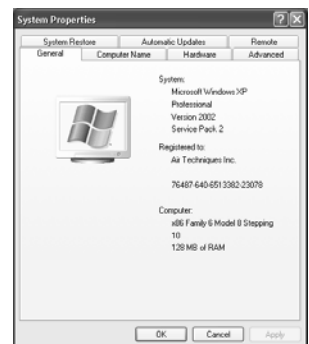 System Properties
System Restore Automatic Updates Remote
General Computer Name Hardware Advanced
System:
Microsoft Windows XP
Professional
Version 2002
Service Pack 2
Registered to:
Air Techniques Inc.
76487-640-6513382-23078
Computer:
x86 Family 6 Model 8 Stepping
10
128 MB of RAM
OK Cancel Apply